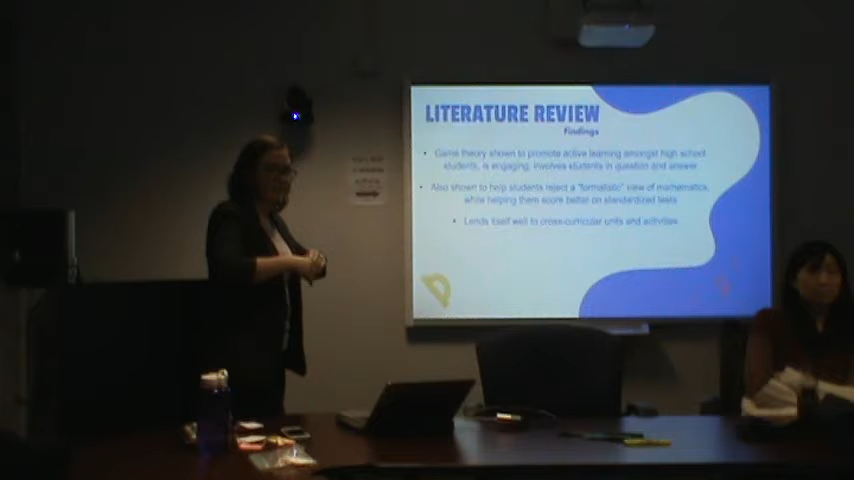 LITERATURE REVIEW
Findings
• Game theory shown to promote active learning amongst high school
students, is engaging, involves students in question and answer
• Also shown to help students reject a "formalistic" view of mathematics,
while helping them score better on standardized tests
• Lends itself well to cross-curricular units and activities